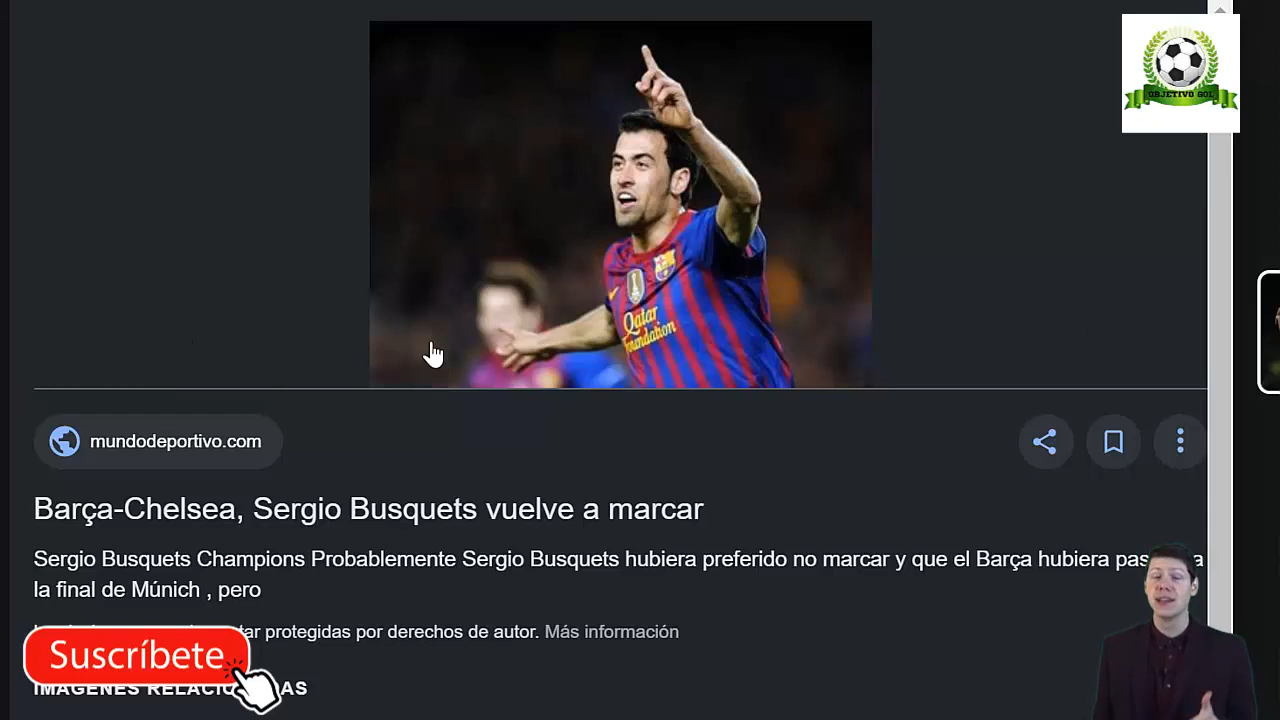 OBJETIVO GOL
Qatar
Foundation
mundodeportivo.com
Barça-Chelsea, Sergio Busquets vuelve a marcar
Sergio Busquets Champions Probablemente Sergio Busquets hubiera preferido no marcar y que el Barça hubiera a
la final de Múnich , pero
protegidas por derechos de autor. Más información
Suscríbete
IMÁGENES